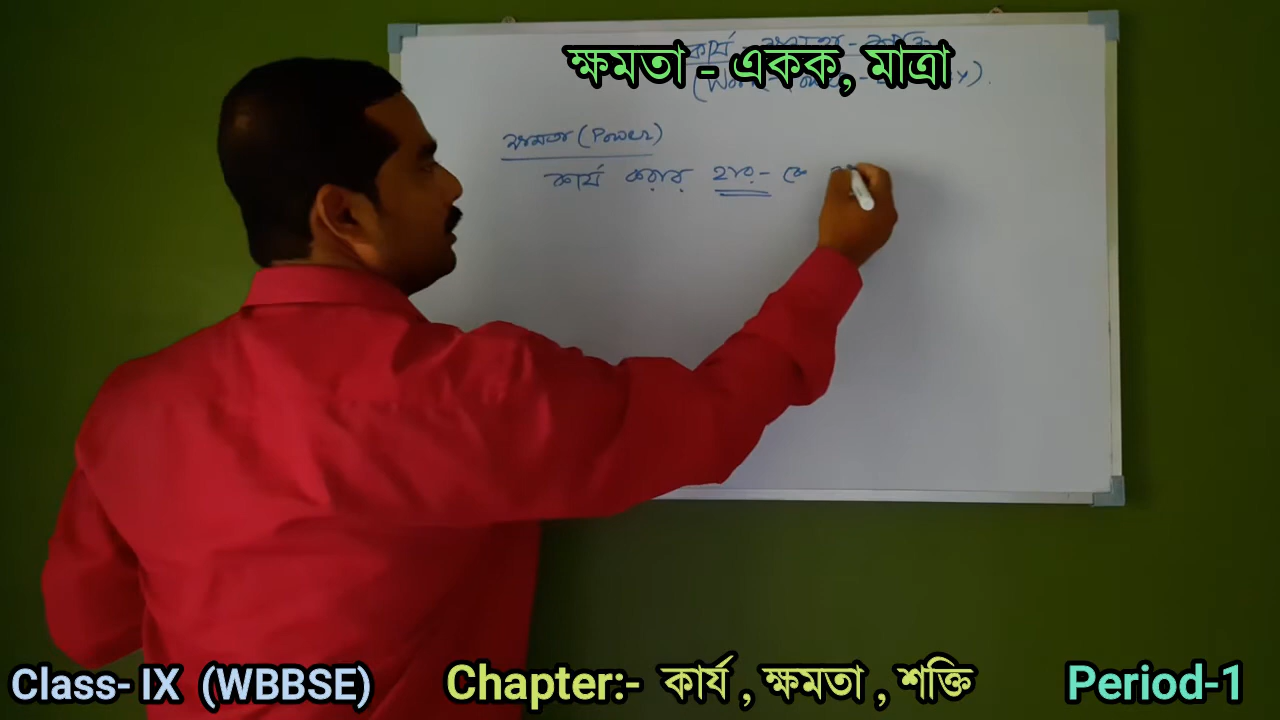 ক্ষমতা - একক, মাত্রা
কার্য
ক্ষমতা (Power)
কার্য করার হার- কে
Class- IX (WBBSE) Chapter:- কার্য , ক্ষমতা , শক্তি Period-1